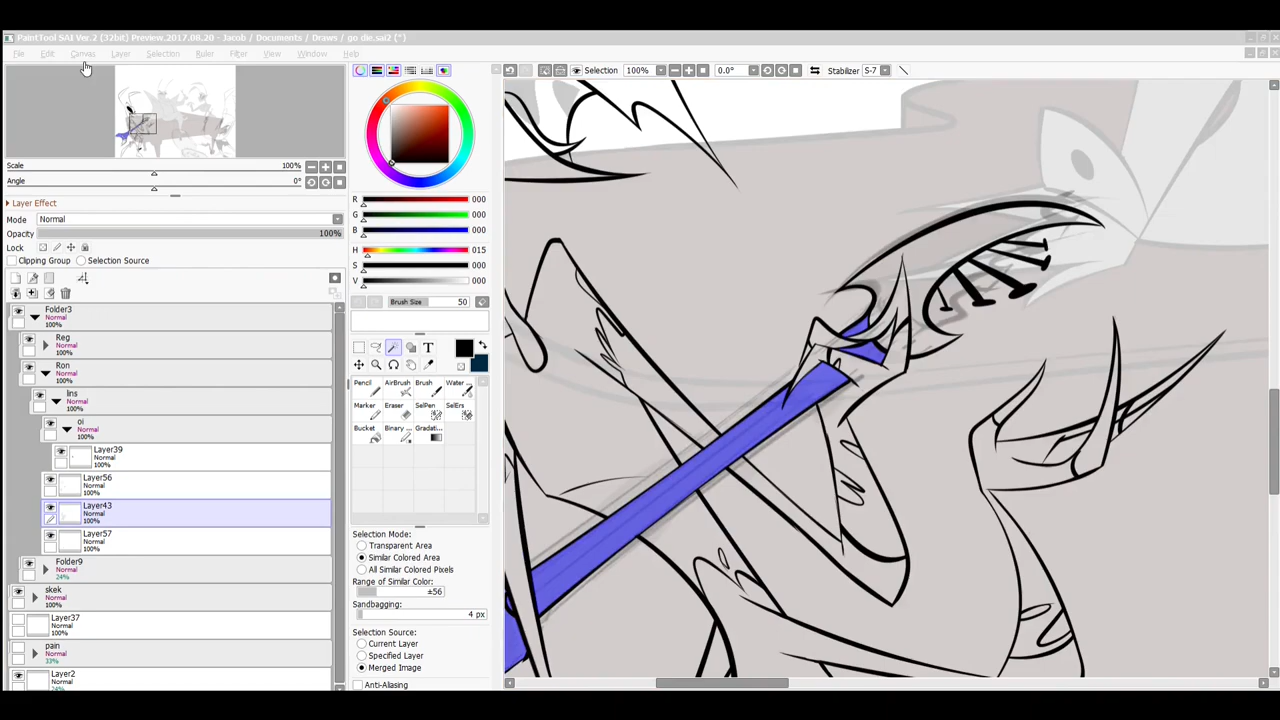 PaintTool SAI Ver.2 (32bit) Preview.2017.08.20 - Jacob / Documents / Draws / go die.sai2 (*)
File Edit Canvas Layer Selection Ruler Filter View Window Help
Selection 100% 0.0° Stabilizer S-7
Scale 100%
Angle 0°
Layer Effect
Mode Normal
Opacity 100%
Lock
Clipping Group Selection Source
Folder3
Normal
100%
Reg
Normal
100%
Ron
Normal
100%
lins
Normal
100%
Normal
100%
Layer39
Normal
100%
Layer56
Normal
100%
Layer43
Normal
100%
Layer57
Normal
100%
Folder9
Normal
24%
skek
Normal
100%
Layer37
Normal
100%
pain
Normal
33%
Layer2
Normal
24%
R 000
G 000
B 000
H 015
S 000
V 000
Brush Size 50
T
Pencil AirBrush Brush Water ...
Marker Eraser SelPen SelErs
Bucket Binary ... Gradati...
Selection Mode:
Transparent Area
Similar Colored Area
All Similar Colored Pixels
Range of Similar Color:
±56
Sandbagging:
4 px
Selection Source:
Current Layer
Specified Layer
Merged Image
Anti-Aliasing